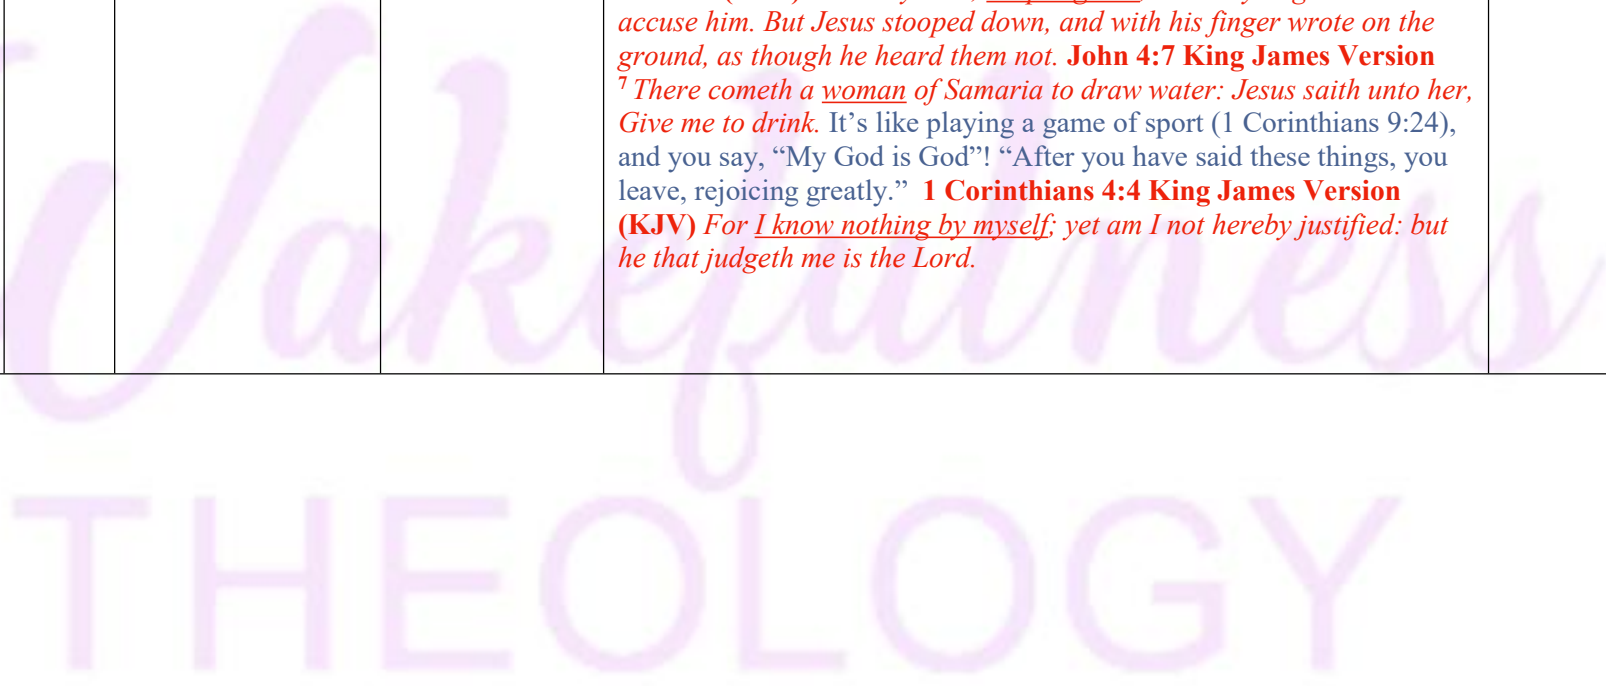 accuse him. But Jesus stooped down, and with his finger wrote on the
ground, as though he heard them not. John 4:7 King James Version
7 There cometh a woman of Samaria to draw water: Jesus saith unto her,
Give me to drink. It’s like playing a game of sport (1 Corinthians 9:24),
and you say, “My God is God”! “After you have said these things, you
leave, rejoicing greatly.”  1 Corinthians 4:4 King James Version
(KJV) For I know nothing by myself; yet am I not hereby justified: but
he that judgeth me is the Lord.
Wakefulness
THEOLOGY